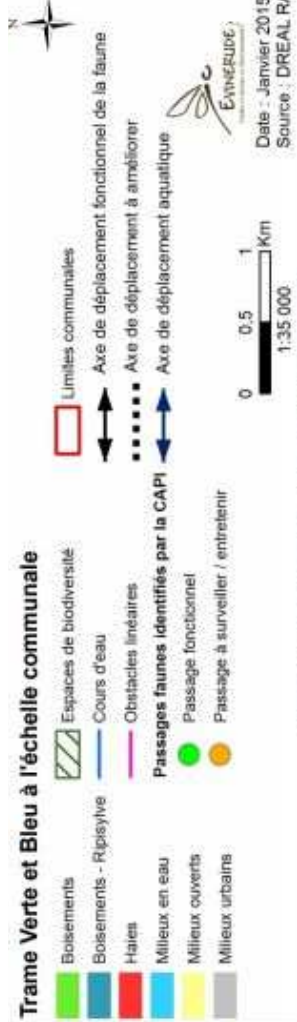 Trame Verte et Bleu à l'échelle communale
Boisements
Boisements - Ripisylve
Haies
Milieux en eau
Milieux ouverts
Milieux urbains
Espaces de biodiversité
Cours d'eau
Obstacles linéaires
Passages faunes identifiés par la CAPI
Passage fonctionnel
Passage à surveiller / entretenir
Limites communales
Axe de déplacement fonctionnel de la faune
Axe de déplacement à améliorer
Axe de déplacement aquatique
0 0.5 1
Km
1:35 000
N
EVINERUDE
Date : Janvier 2015
Source : DREAL RA